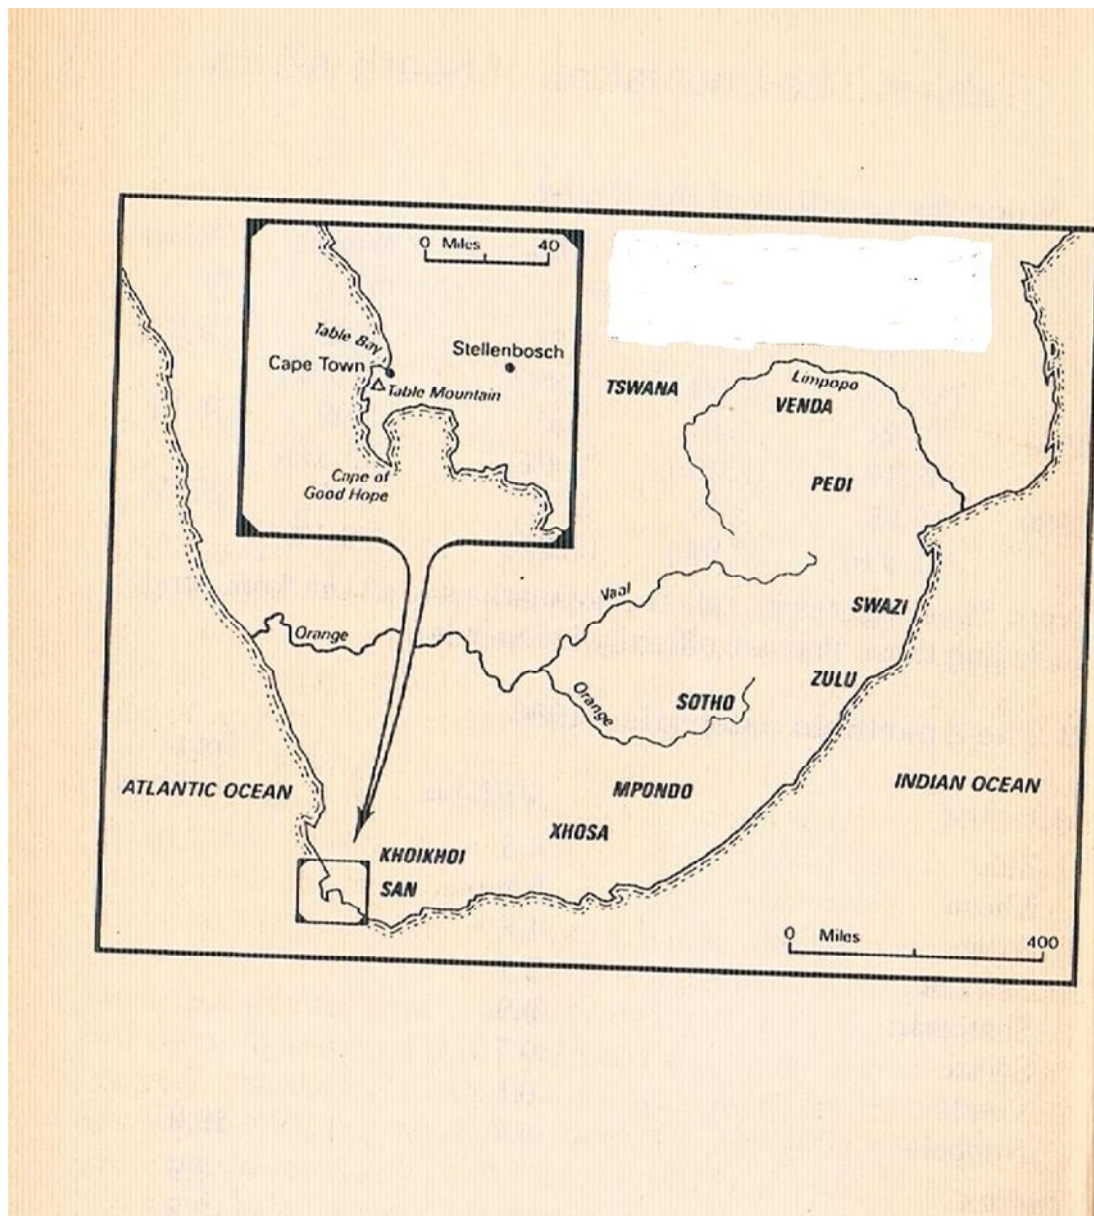 0 Miles 40
Table Bay
Cape Town
Stellenbosch
Table Mountain
Cape of
Good Hope
TSWANA
Limpopo
VENDA
PEDI
Vaal
SWAZI
Orange
ZULU
Orange
SOTHO
ATLANTIC OCEAN
MPONDO
INDIAN OCEAN
XHOSA
KHOIKHOI
SAN
0 Miles 400